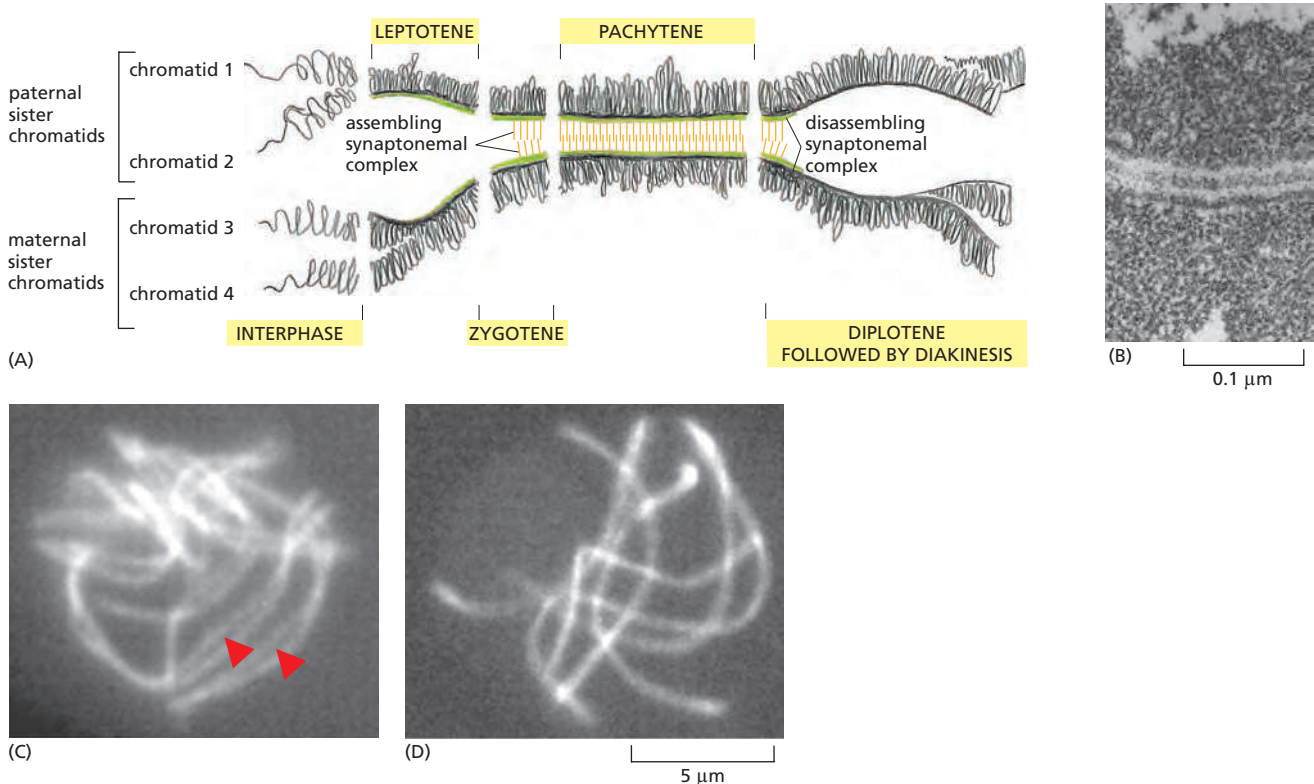 LEPTOTENE
PACHYTENE
paternal
sister
chromatids
chromatid 1
chromatid 2
assembling
synaptonemal
complex
disassembling
synaptonemal
complex
maternal
sister
chromatids
chromatid 3
chromatid 4
INTERPHASE
ZYGOTENE
DIPLOTENE
FOLLOWED BY DIAKINESIS
(A)
(B)
0.1 μm
(C)
(D)
5 μm